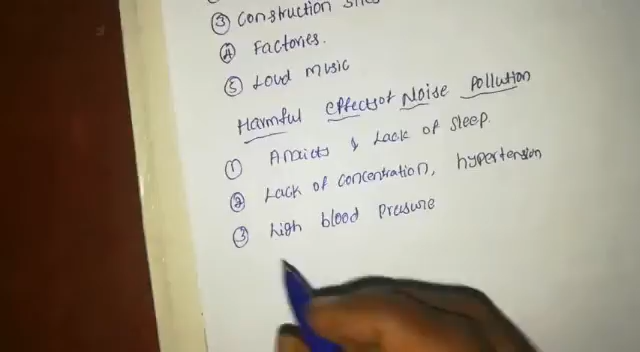 ③ Construction sites
④ Factories.
⑤ Loud music
Harmful effects of Noise Pollution
① Anxiety & Lack of sleep.
② Lack of concentration, hypertension
③ high blood Pressure